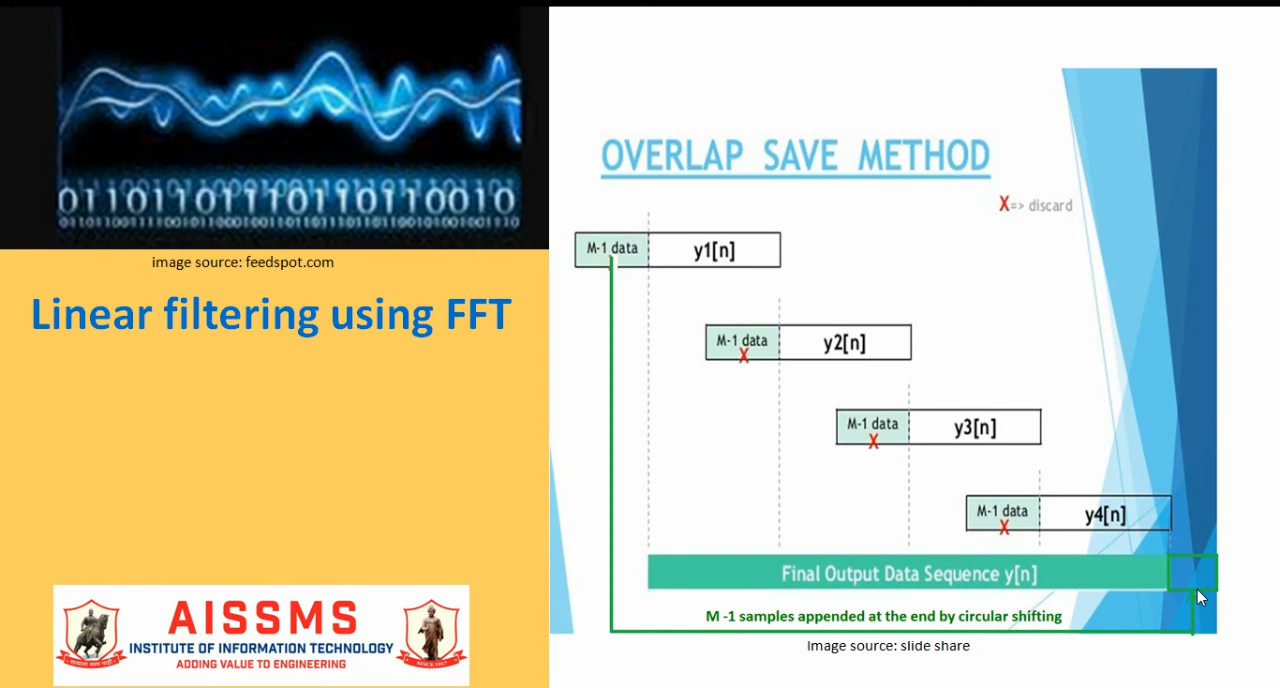 011011011101101100010
image source: feedspot.com
Linear filtering using FFT
AISSMS
INSTITUTE OF INFORMATION TECHNOLOGY
ADDING VALUE TO ENGINEERING
OVERLAP SAVE METHOD
X=> discard
M-1 data y1[n]
M-1 data y2[n]
X
M-1 data y3[n]
X
M-1 data y4[n]
X
Final Output Data Sequence y[n]
M -1 samples appended at the end by circular shifting
Image source: slide share